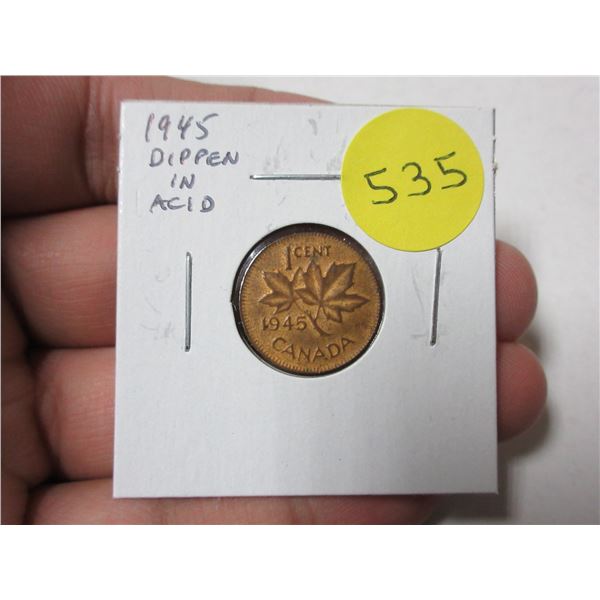 1945
DIPPEN
IN
ACID
535
1 CENT
1945
CANADA